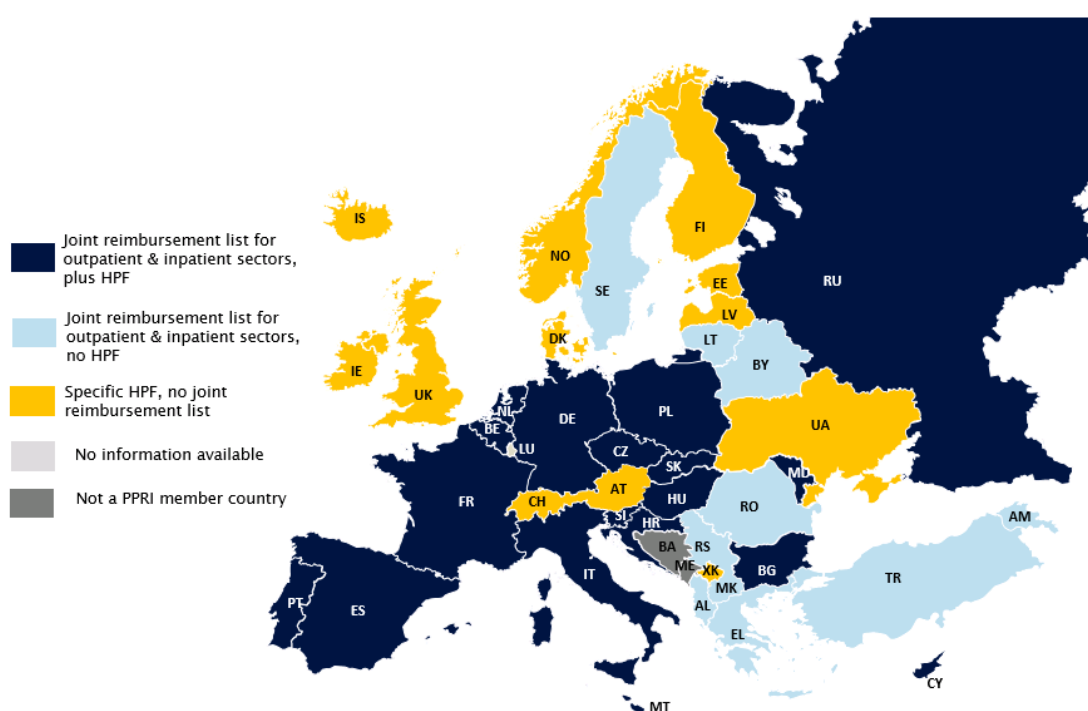 Joint reimbursement list for
outpatient & inpatient sectors,
plus HPF
Joint reimbursement list for
outpatient & inpatient sectors,
no HPF
Specific HPF, no joint
reimbursement list
No information available
Not a PPRI member country
IS
NO
FI
SE
RU
EE
LV
DK
LT
BY
IE
UK
NL
DE
PL
BE
LU
CZ
UA
SK
MD
FR
CH
AT
HU
SI
RO
HR
AM
BA
RS
IT
ME
XK
BG
TR
PT
ES
MK
AL
EL
CY
MT